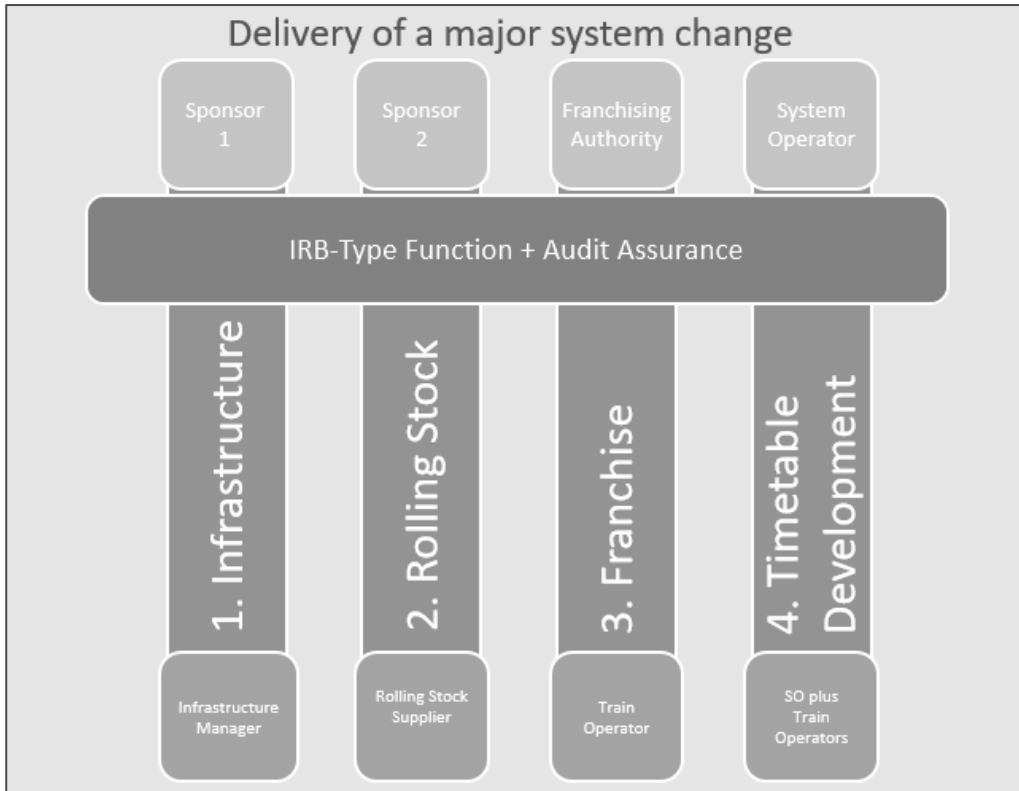 Delivery of a major system change
Sponsor
1
Sponsor
2
Franchising
Authority
System
Operator
IRB-Type Function + Audit Assurance
1. Infrastructure
2. Rolling Stock
3. Franchise
4. Timetable
Development
Infrastructure
Manager
Rolling Stock
Supplier
Train
Operator
SO plus
Train
Operators